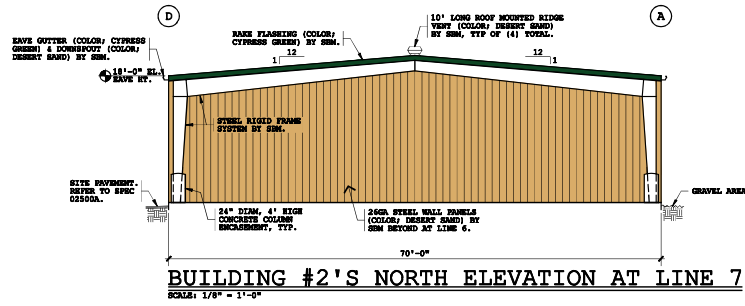 D
A
EAVE GUTTER (COLOR; CYPRESS
GREEN) & DOWNSPOUT (COLOR;
DESERT SAND) BY SBM.
RAKE FLASHING (COLOR;
CYPRESS GREEN) BY SBM.
10' LONG ROOF MOUNTED RIDGE
VENT (COLOR; DESERT SAND)
BY SBM, TYP OF (4) TOTAL.
12
1
12
1
18'-0" EL.
EAVE HT.
STEEL RIGID FRAME
SYSTEM BY SBM.
SITE PAVEMENT.
REFER TO SPEC
02500A.
GRAVEL AREA
24" DIAM, 4' HIGH
CONCRETE COLUMN
ENCASEMENT, TYP.
26GA STEEL WALL PANELS
(COLOR; DESERT SAND) BY
SBM BEYOND AT LINE 6.
70'-0"
BUILDING #2'S NORTH ELEVATION AT LINE 7
SCALE: 1/8" = 1'-0"